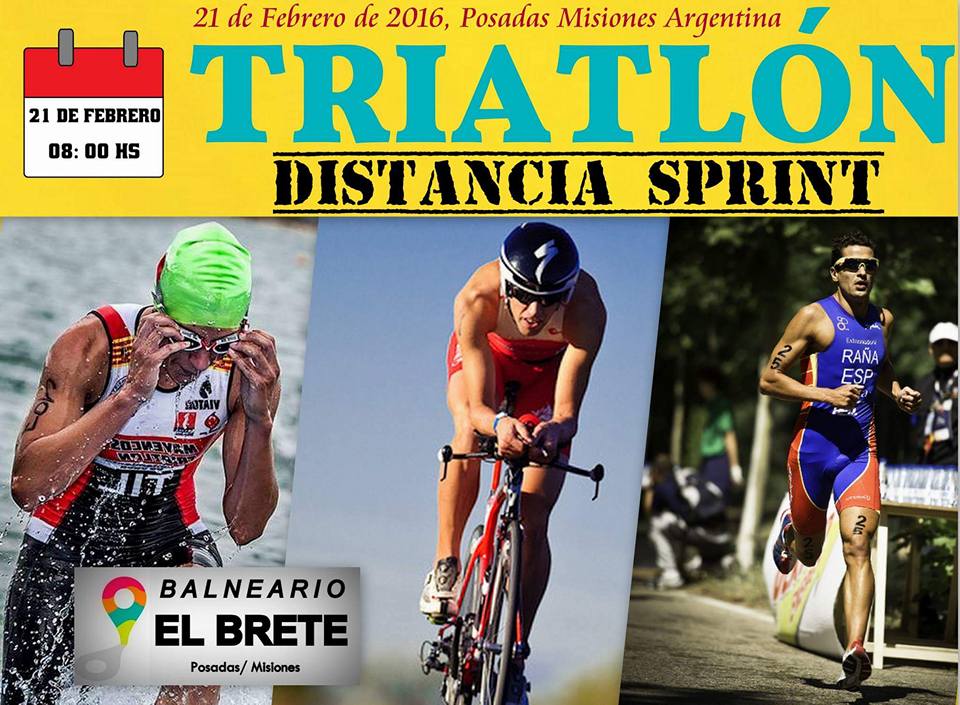 21 de Febrero de 2016, Posadas Misiones Argentina
TRIATLÓN
21 DE FEBRERO
08: 00 HS
DISTANCIA SPRINT
RAÑA
ESP
25
BALNEARIO
EL BRETE
Posadas/ Misiones